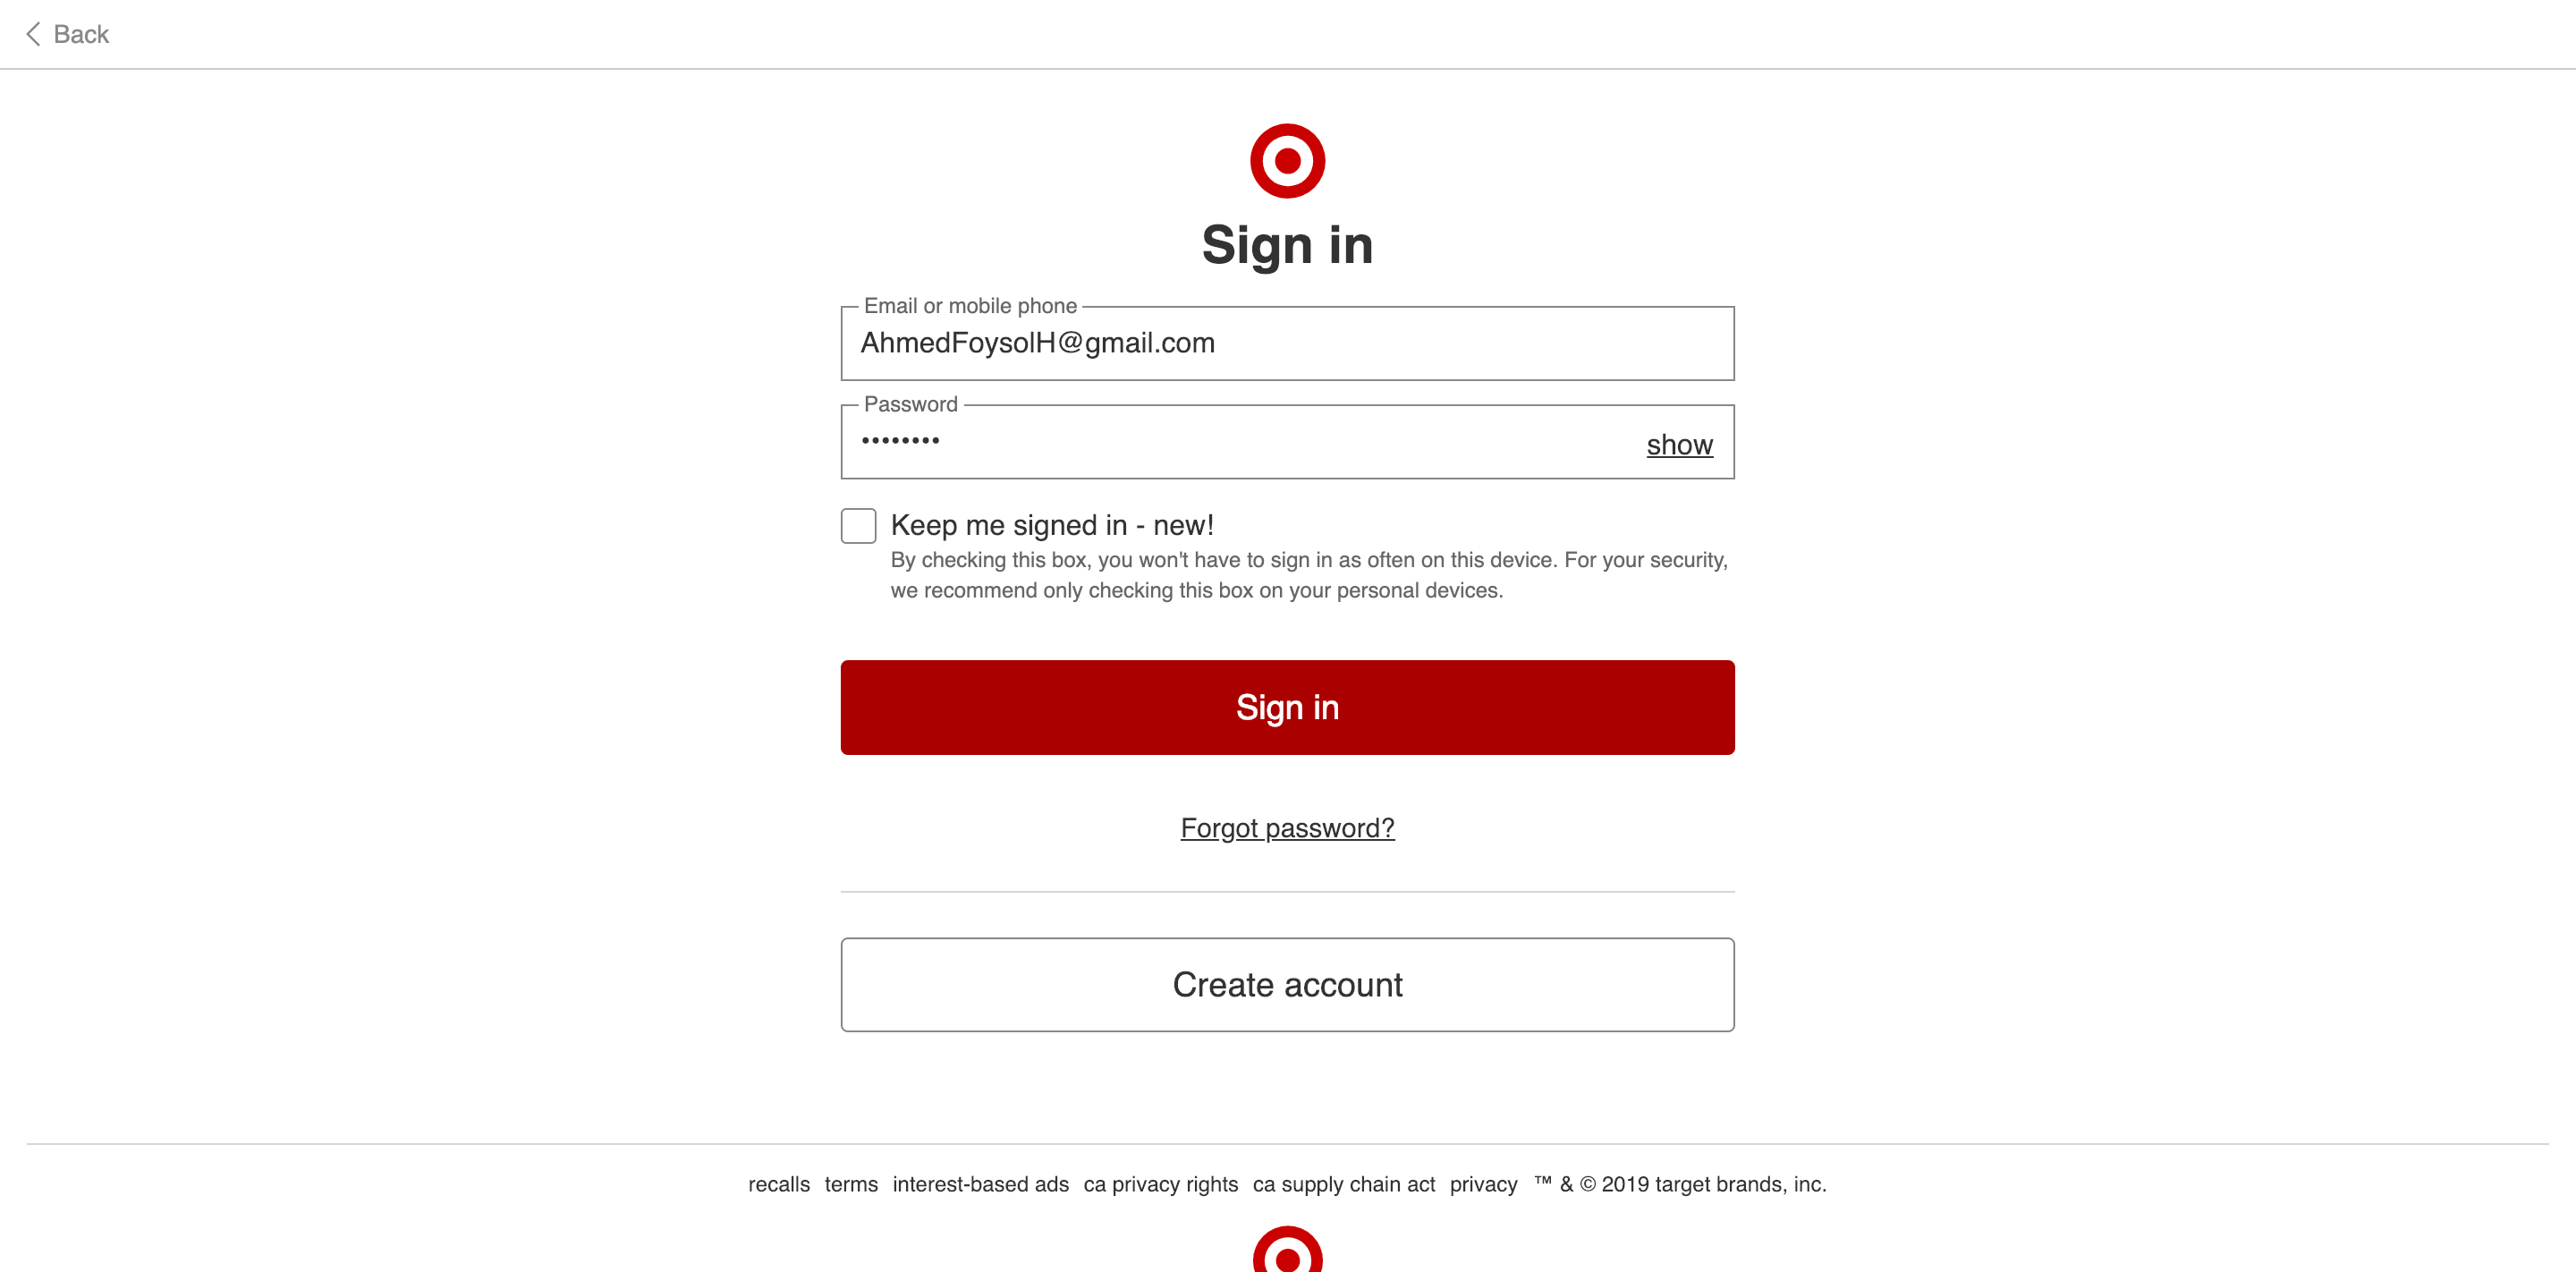 Back
Sign in
Email or mobile phone
AhmedFoysolH@gmail.com
Password
••••••••
show
Keep me signed in - new!
By checking this box, you won't have to sign in as often on this device. For your security,
we recommend only checking this box on your personal devices.
Sign in
Forgot password?
Create account
recalls terms interest-based ads ca privacy rights ca supply chain act privacy ™ & © 2019 target brands, inc.